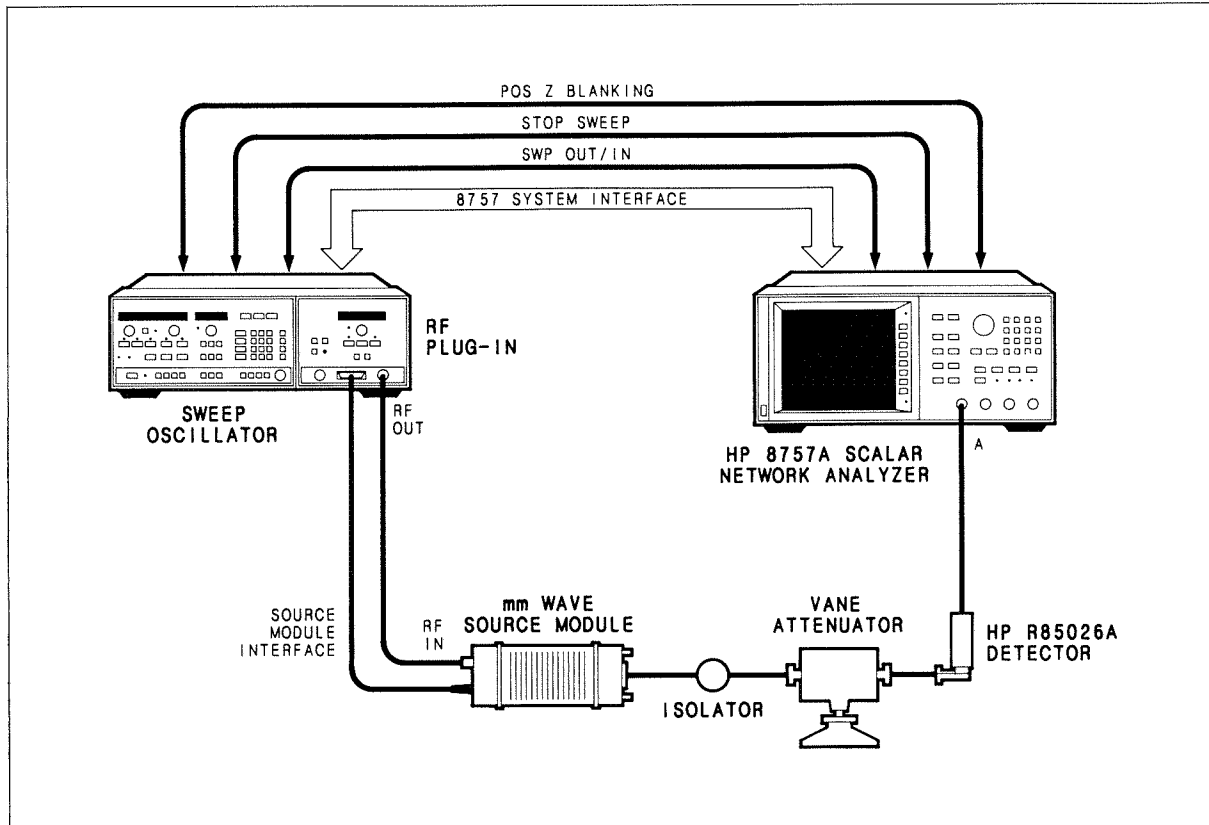 POS Z BLANKING
STOP SWEEP
SWP OUT/IN
8757 SYSTEM INTERFACE
RF
PLUG-IN
SWEEP
OSCILLATOR
RF
OUT
HP 8757A SCALAR
NETWORK ANALYZER
A
SOURCE
MODULE
INTERFACE
RF
IN
mm WAVE
SOURCE MODULE
ISOLATOR
VANE
ATTENUATOR
HP R85026A
DETECTOR